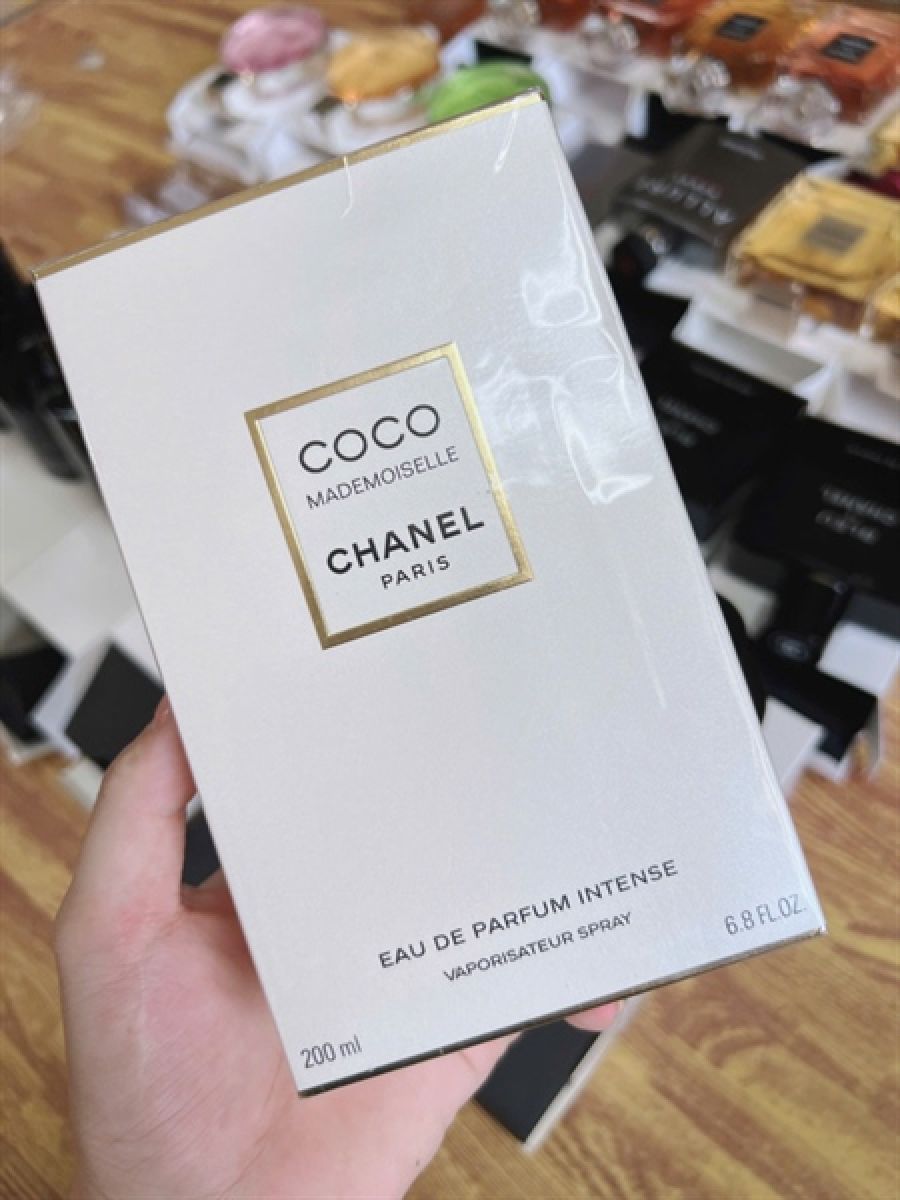 COCO
MADEMOISELLE
CHANEL
PARIS
EAU DE PARFUM INTENSE
VAPORISATEUR SPRAY
200 ml
6.8 FL.OZ.